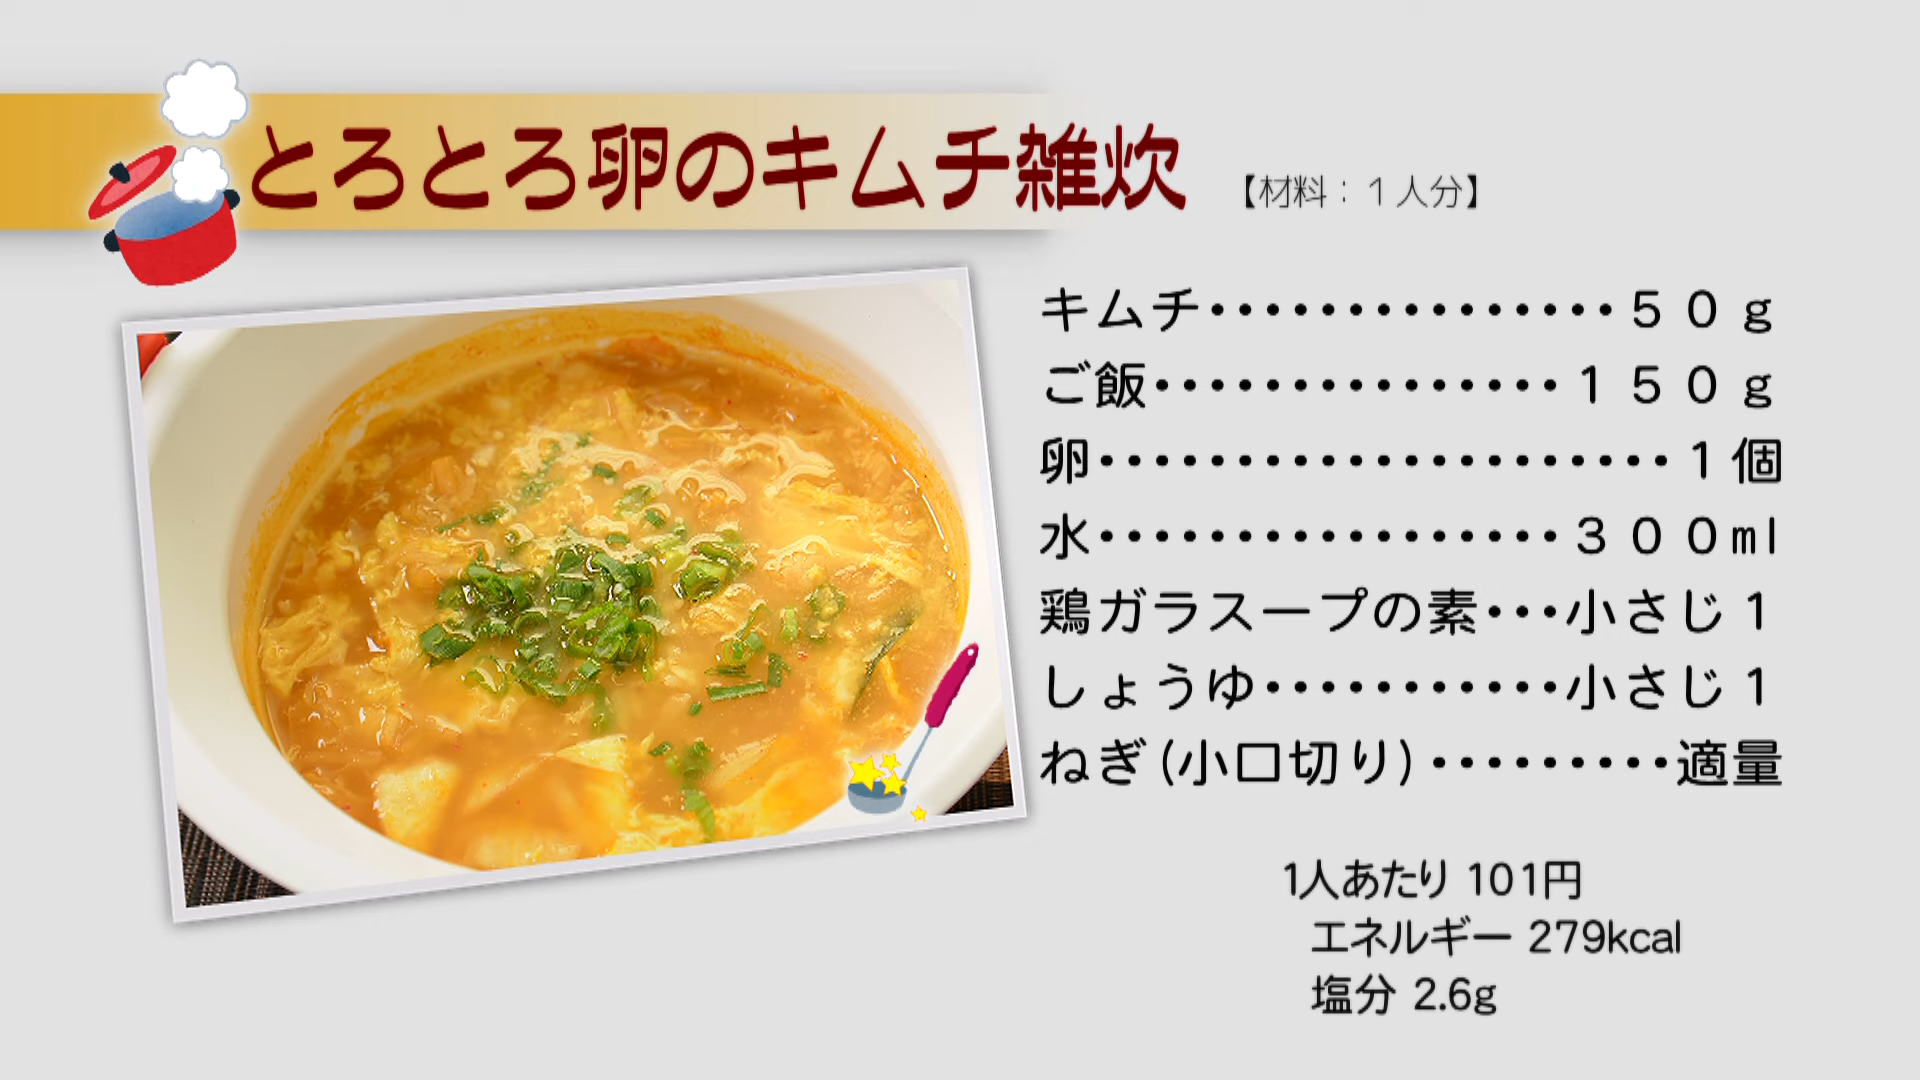 とろとろ卵のキムチ雑炊 【材料：１人分】
キムチ・・・・・・・・・・・・・・・５０ｇ
ご飯・・・・・・・・・・・・・・・１５０ｇ
卵・・・・・・・・・・・・・・・・・・・・・１個
水・・・・・・・・・・・・・・・・・３００ml
鶏ガラスープの素・・・小さじ１
しょうゆ・・・・・・・・・・・小さじ１
ねぎ(小口切り)・・・・・・・・・適量
1人あたり 101円
エネルギー 279kcal
塩分 2.6g